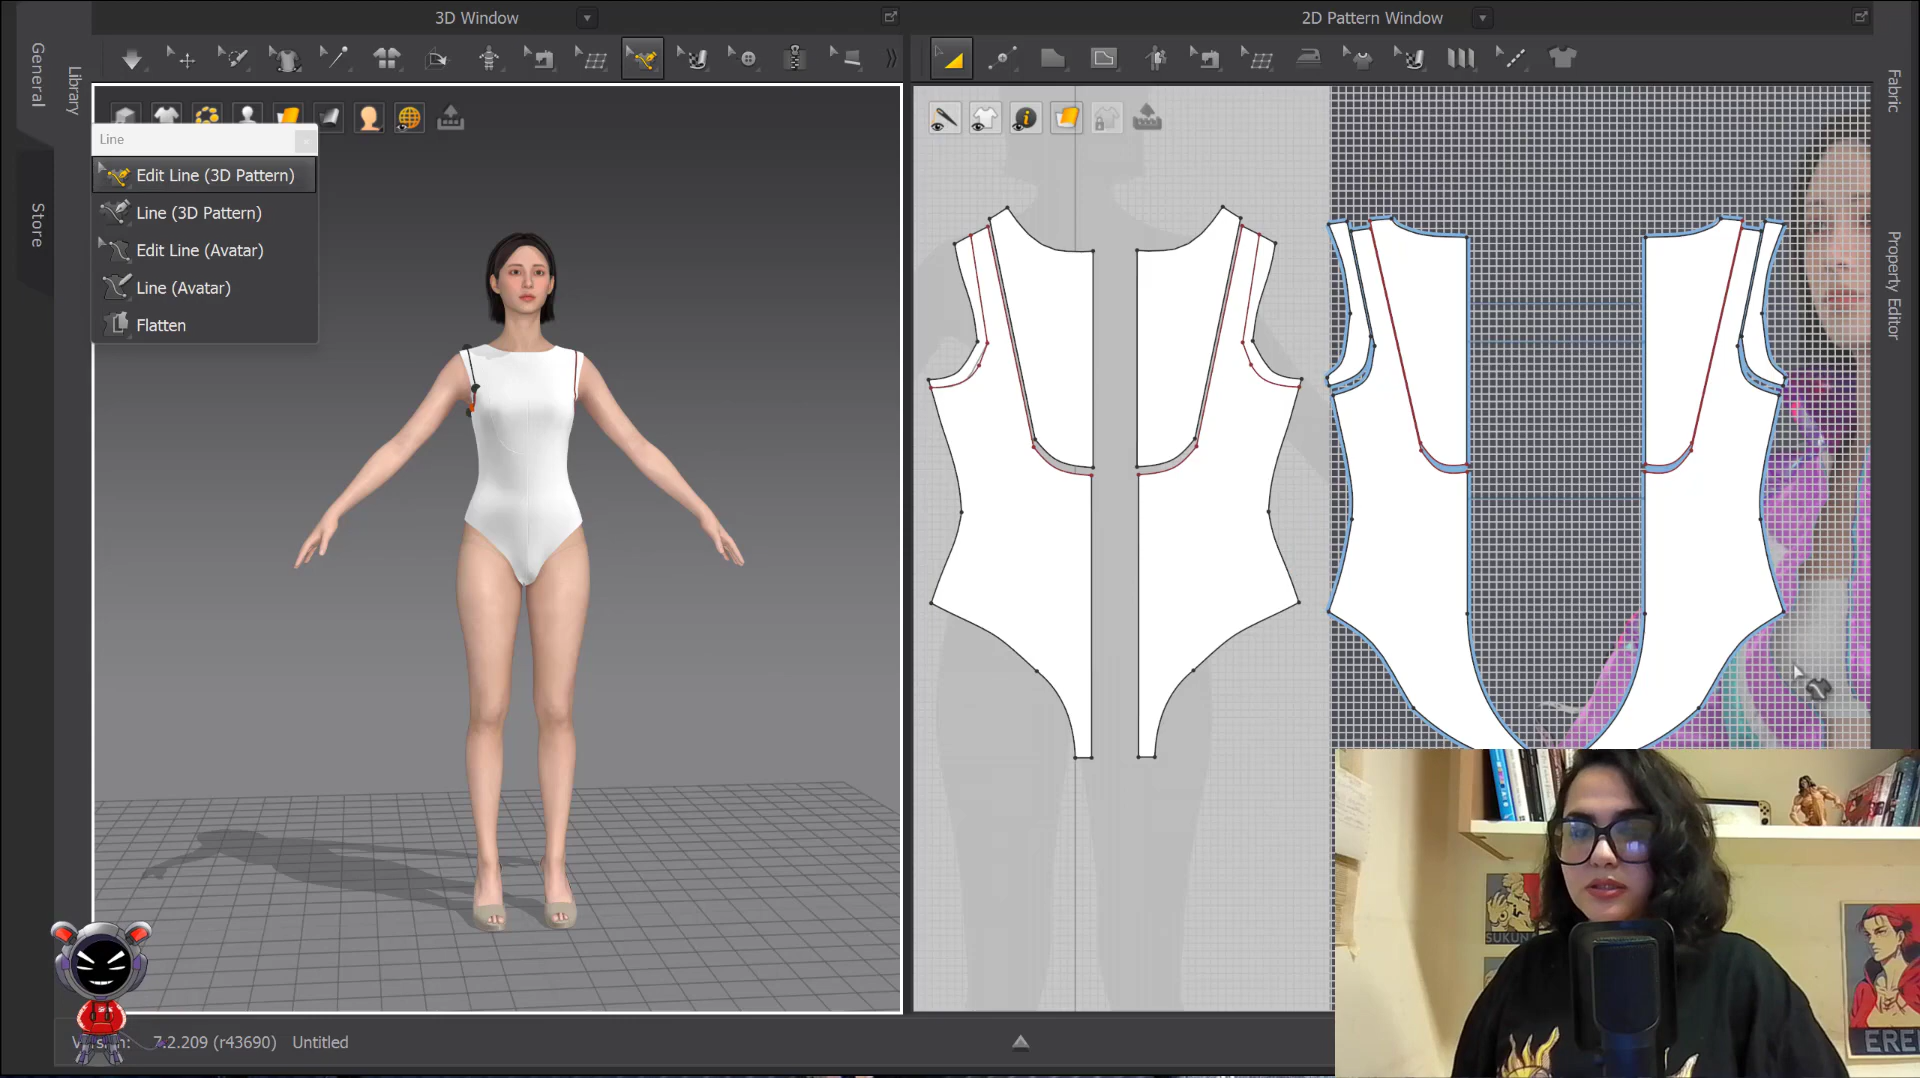 3D Window
2D Pattern Window
General
Library
Store
Line
Edit Line (3D Pattern)
Line (3D Pattern)
Edit Line (Avatar)
Line (Avatar)
Flatten
Fabric
Property Editor
7.2.209 (r43690)
Untitled
SUKUN
EREN